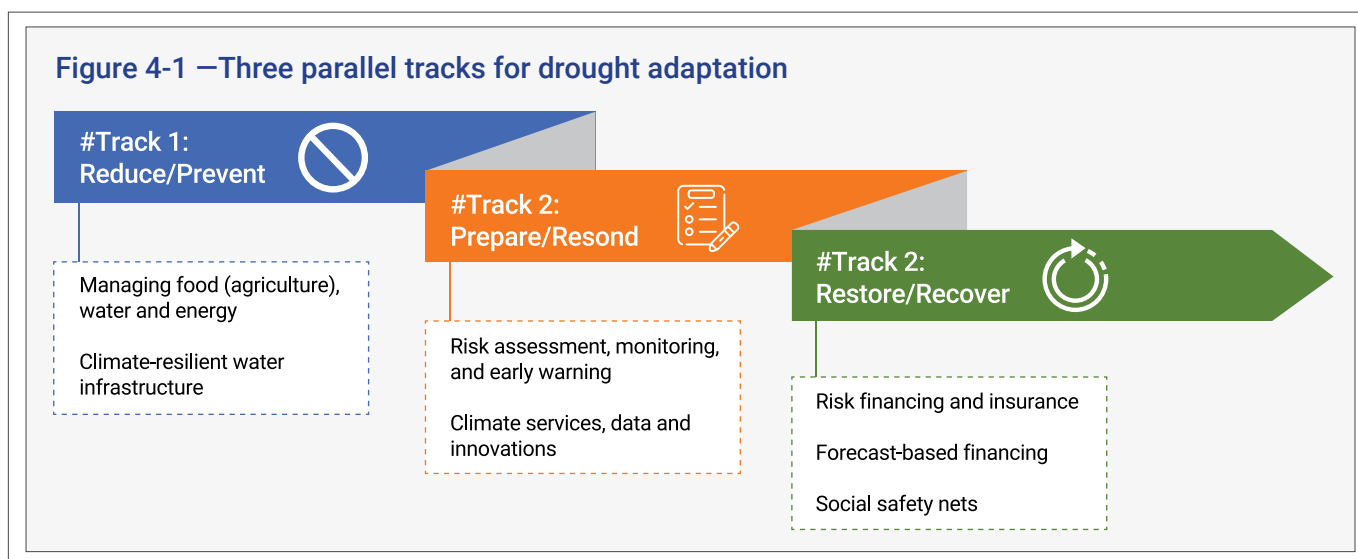 Figure 4-1 —Three parallel tracks for drought adaptation
#Track 1:
Reduce/Prevent
Managing food (agriculture),
water and energy
Climate-resilient water
infrastructure
#Track 2:
Prepare/Resond
Risk assessment, monitoring,
and early warning
Climate services, data and
innovations
#Track 2:
Restore/Recover
Risk financing and insurance
Forecast-based financing
Social safety nets